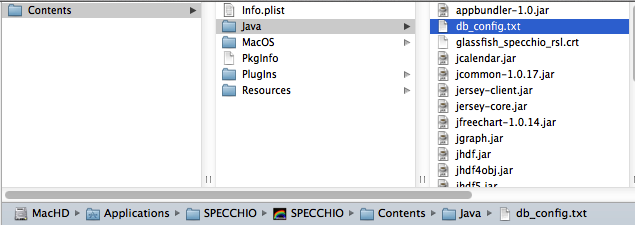 Contents
Info.plist
Java
MacOS
PkgInfo
PlugIns
Resources
appbundler-1.0.jar
db_config.txt
glassfish_specchio_rsl.crt
jcalendar.jar
jcommon-1.0.17.jar
jersey-client.jar
jersey-core.jar
jfreechart-1.0.14.jar
jgraph.jar
jhdf.jar
jhdf4obj.jar
jhdf5.jar
MacHD ▸ Applications ▸ SPECCHIO ▸ SPECCHIO ▸ Contents ▸ Java ▸ db_config.txt